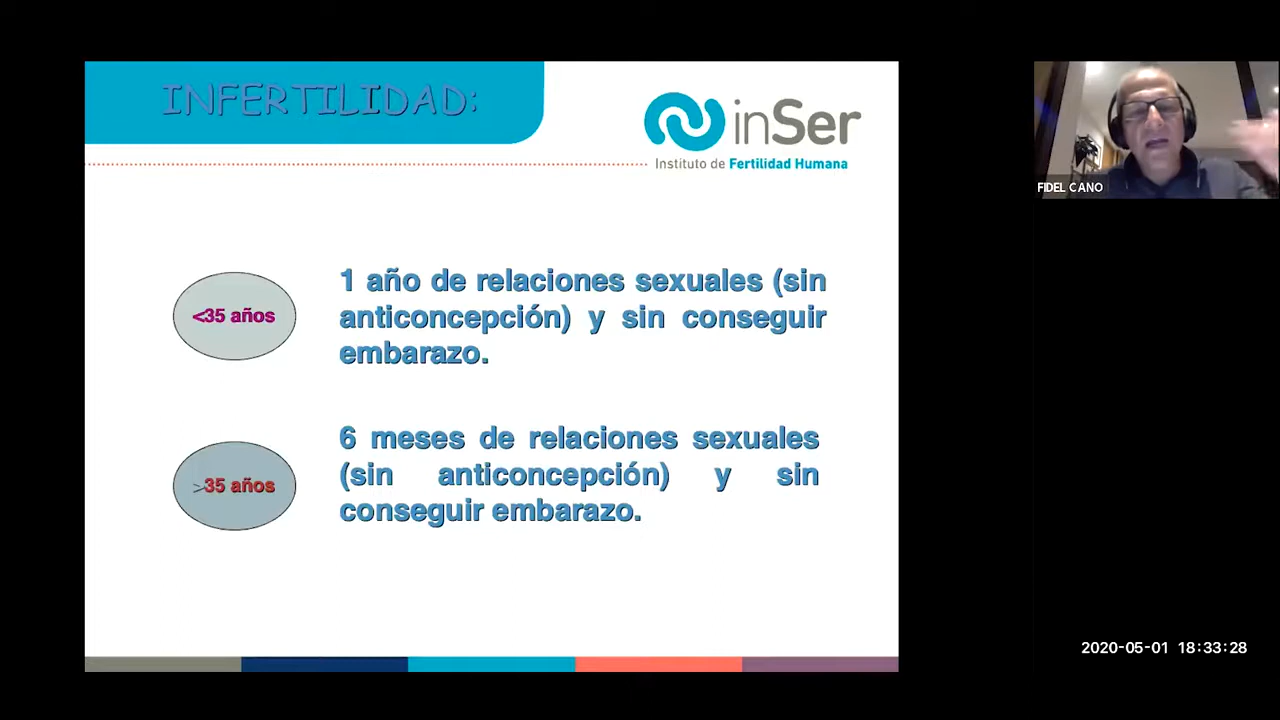 INFERTILIDAD:
inSer
Instituto de Fertilidad Humana
<35 años
1 año de relaciones sexuales (sin
anticoncepción) y sin conseguir
embarazo.
>35 años
6 meses de relaciones sexuales
(sin anticoncepción) y sin
conseguir embarazo.
FIDEL CANO
2020-05-01 18:33:28